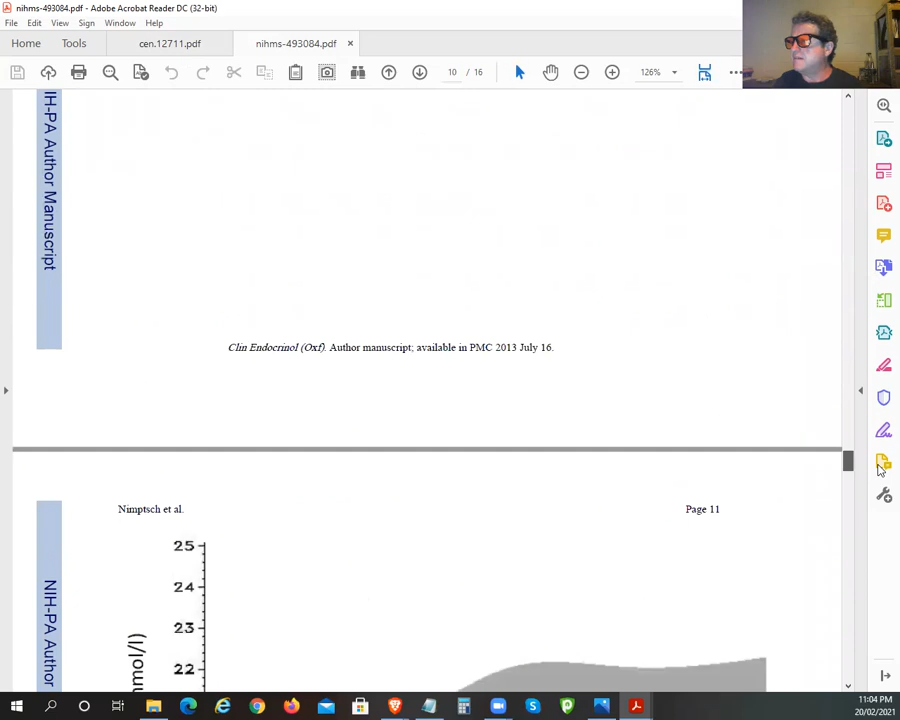 nihms-493084.pdf - Adobe Acrobat Reader DC (32-bit)
File Edit View Sign Window Help
Home Tools cen.12711.pdf nihms-493084.pdf ×
10 / 16 126%
IH-PA Author Manuscript
Clin Endocrinol (Oxf). Author manuscript; available in PMC 2013 July 16.
Nimptsch et al. Page 11
NIH-PA Author
25
24
23
22
nmol/l)
11:04 PM
20/02/2021